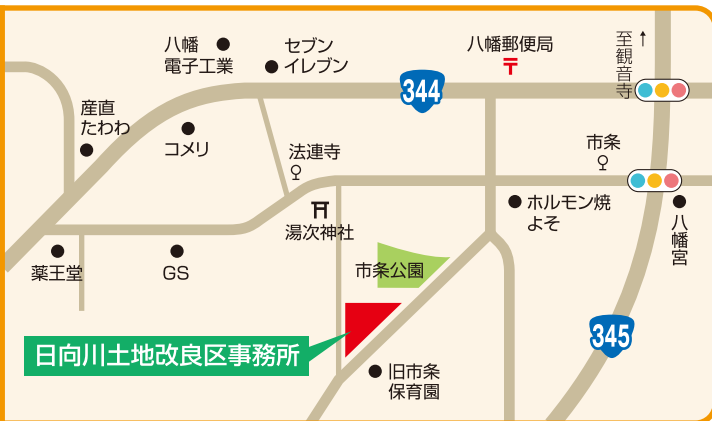 八幡
電子工業
セブン
イレブン
八幡郵便局
至観音寺
344
産直
たわわ
コメリ
法連寺
市条
湯次神社
ホルモン焼
よそ
八幡宮
薬王堂
GS
市条公園
345
日向川土地改良区事務所
旧市条
保育園